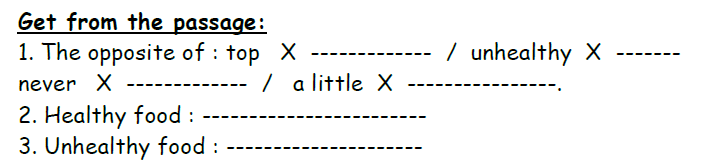 Get from the passage:
1. The opposite of : top X ------------- / unhealthy X -------
never X ------------- / a little X ----------------.
2. Healthy food : ------------------------
3. Unhealthy food : ---------------------